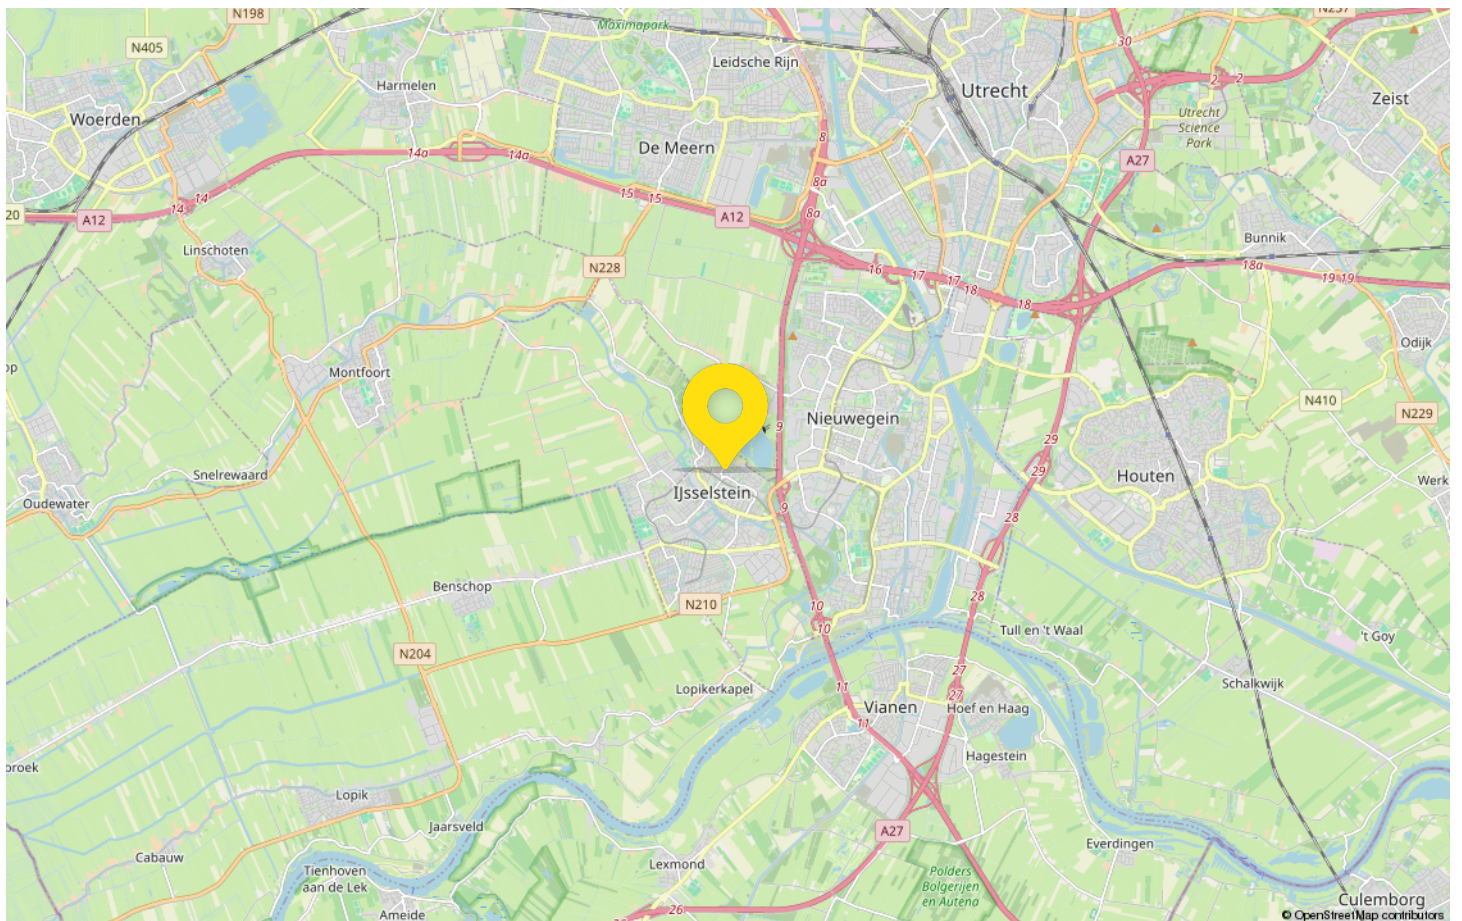 N198
Maximapark
N237
N405
30
Leidsche Rijn
2
2
Harmelen
Utrecht
Zeist
Woerden
Utrecht
Science
Park
8
De Meern
14a
14a
A27
8a
15
15
14
14
20
A12
A12
8a
Linschoten
Bunnik
N228
16
17
17
18
18
18a
19
19
Odijk
Montfoort
N410
N229
Nieuwegein
9
29
29
Snelrewaard
Houten
Werk
Oudewater
IJsselstein
9
28
Benschop
28
N210
10
10
Tull en 't Waal
't Goy
N204
27
27
Schalkwijk
Lopikerkapel
11
11
Vianen
Hoef en Haag
Hagestein
broek
Lopik
Jaarsveld
A27
Everdingen
Cabauw
Lexmond
Tienhoven
aan de Lek
Polders
Bolgerijen
en Autena
26
Ameide
Culemborg
© OpenStreetMap contributors